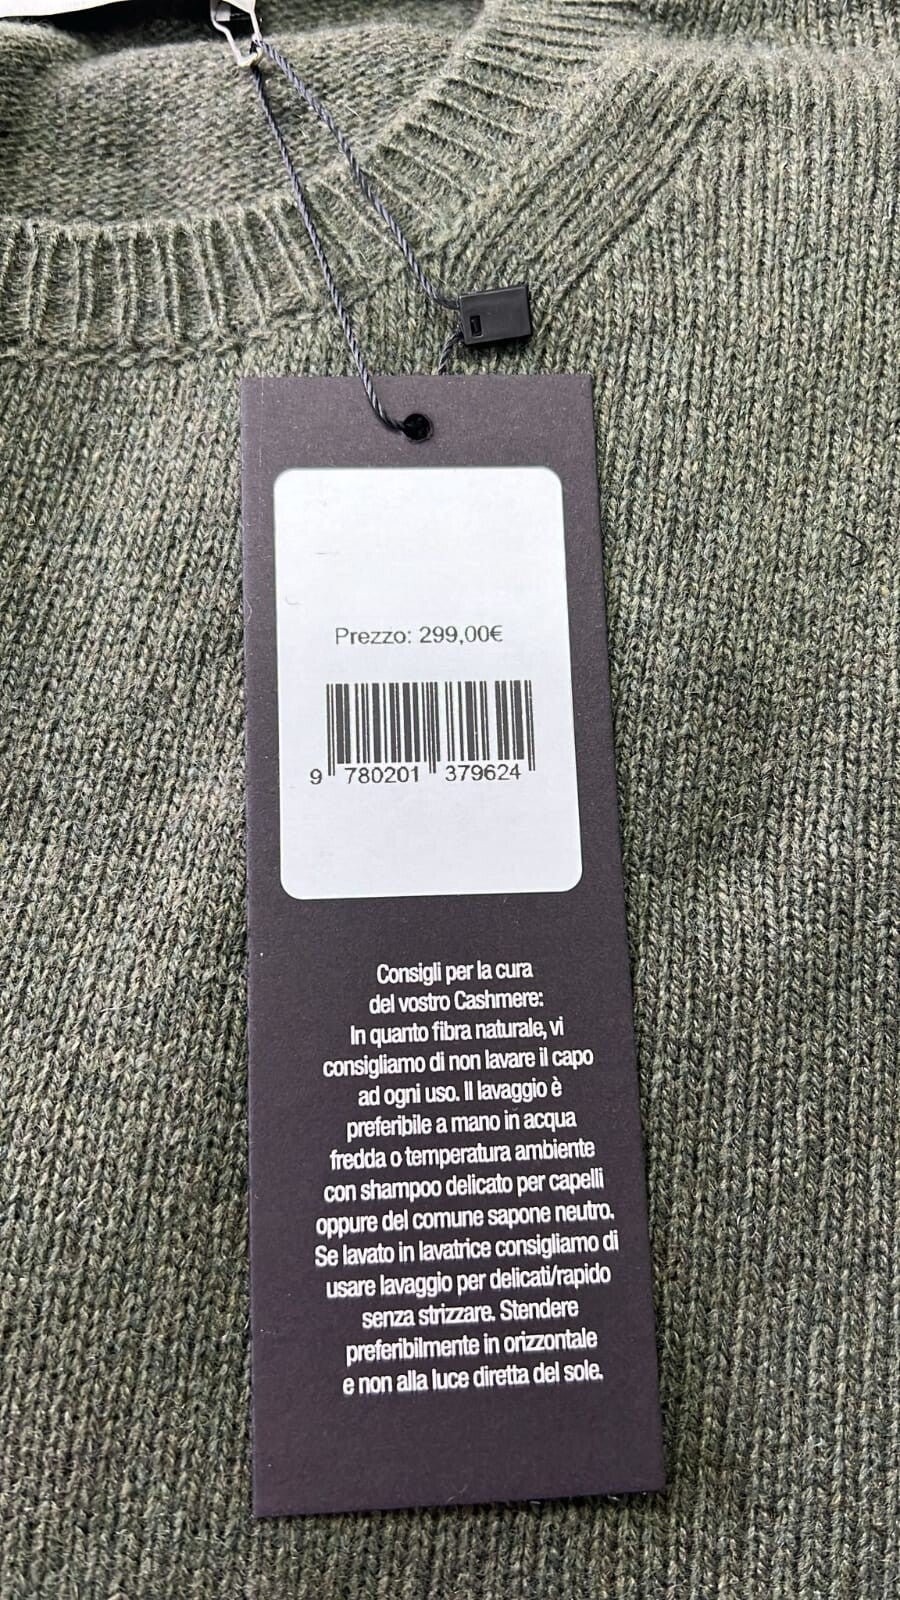 Prezzo: 299,00€
9 780201 379624
Consigli per la cura
del vostro Cashmere:
In quanto fibra naturale, vi
consigliamo di non lavare il capo
ad ogni uso. Il lavaggio è
preferibile a mano in acqua
fredda o temperatura ambiente
con shampoo delicato per capelli
oppure del comune sapone neutro.
Se lavato in lavatrice consigliamo di
usare lavaggio per delicati/rapido
senza strizzare. Stendere
preferibilmente in orizzontale
e non alla luce diretta del sole.